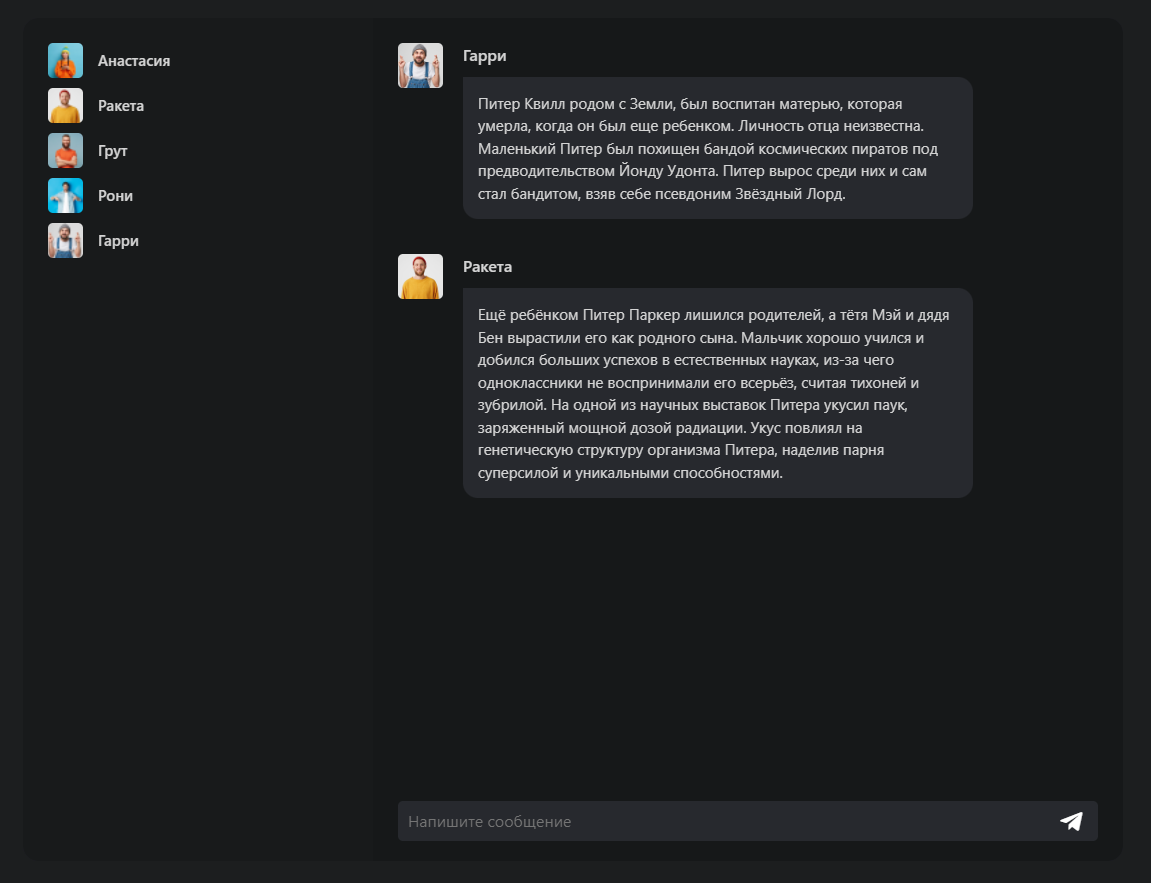 Анастасия
Ракета
Грут
Рони
Гарри
Гарри
Питер Квилл родом с Земли, был воспитан матерью, которая
умерла, когда он был еще ребенком. Личность отца неизвестна.
Маленький Питер был похищен бандой космических пиратов под
предводительством Йонду Удонта. Питер вырос среди них и сам
стал бандитом, взяв себе псевдоним Звёздный Лорд.
Ракета
Ещё ребёнком Питер Паркер лишился родителей, а тётя Мэй и дядя
Бен вырастили его как родного сына. Мальчик хорошо учился и
добился больших успехов в естественных науках, из-за чего
одноклассники не воспринимали его всерьёз, считая тихоней и
зубрилой. На одной из научных выставок Питера укусил паук,
заряженный мощной дозой радиации. Укус повлиял на
генетическую структуру организма Питера, наделив парня
суперсилой и уникальными способностями.
Напишите сообщение